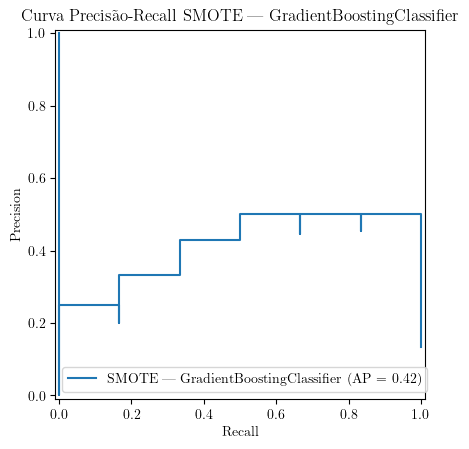 Curva Precisão-Recall SMOTE — GradientBoostingClassifier
1.0
0.8
0.6
0.4
0.2
0.0
Precision
SMOTE — GradientBoostingClassifier (AP = 0.42)
0.0 0.2 0.4 0.6 0.8 1.0
Recall